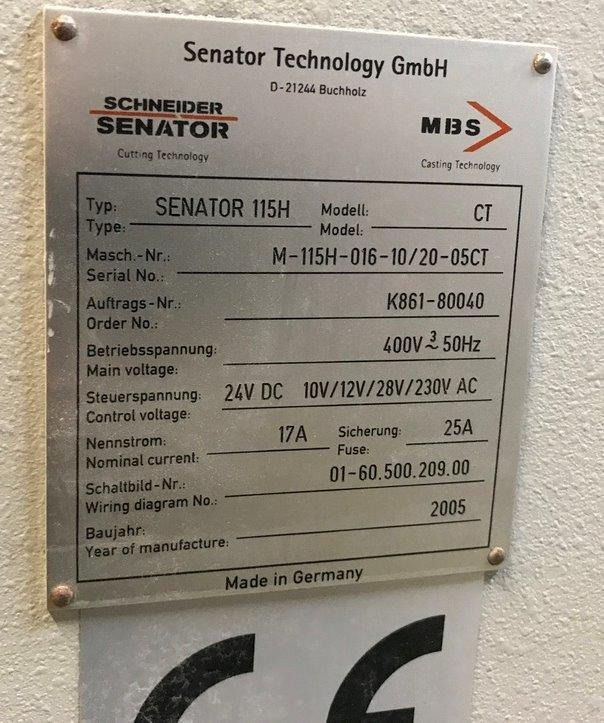 Senator Technology GmbH
D-21244 Buchholz
SCHNEIDER
SENATOR
Cutting Technology
MBS
Casting Technology
Typ: SENATOR 115H Modell: CT
Type: Model:
Masch.-Nr.: M-115H-016-10/20-05CT
Serial No.:
Auftrags-Nr.: K861-80040
Order No.:
Betriebsspannung: 400V 3~ 50Hz
Main voltage:
Steuerspannung: 24V DC 10V/12V/28V/230V AC
Control voltage:
Nennstrom: 17A Sicherung: 25A
Nominal current: Fuse:
Schaltbild-Nr.: 01-60.500.209.00
Wiring diagram No.:
Baujahr: 2005
Year of manufacture:
Made in Germany
CE